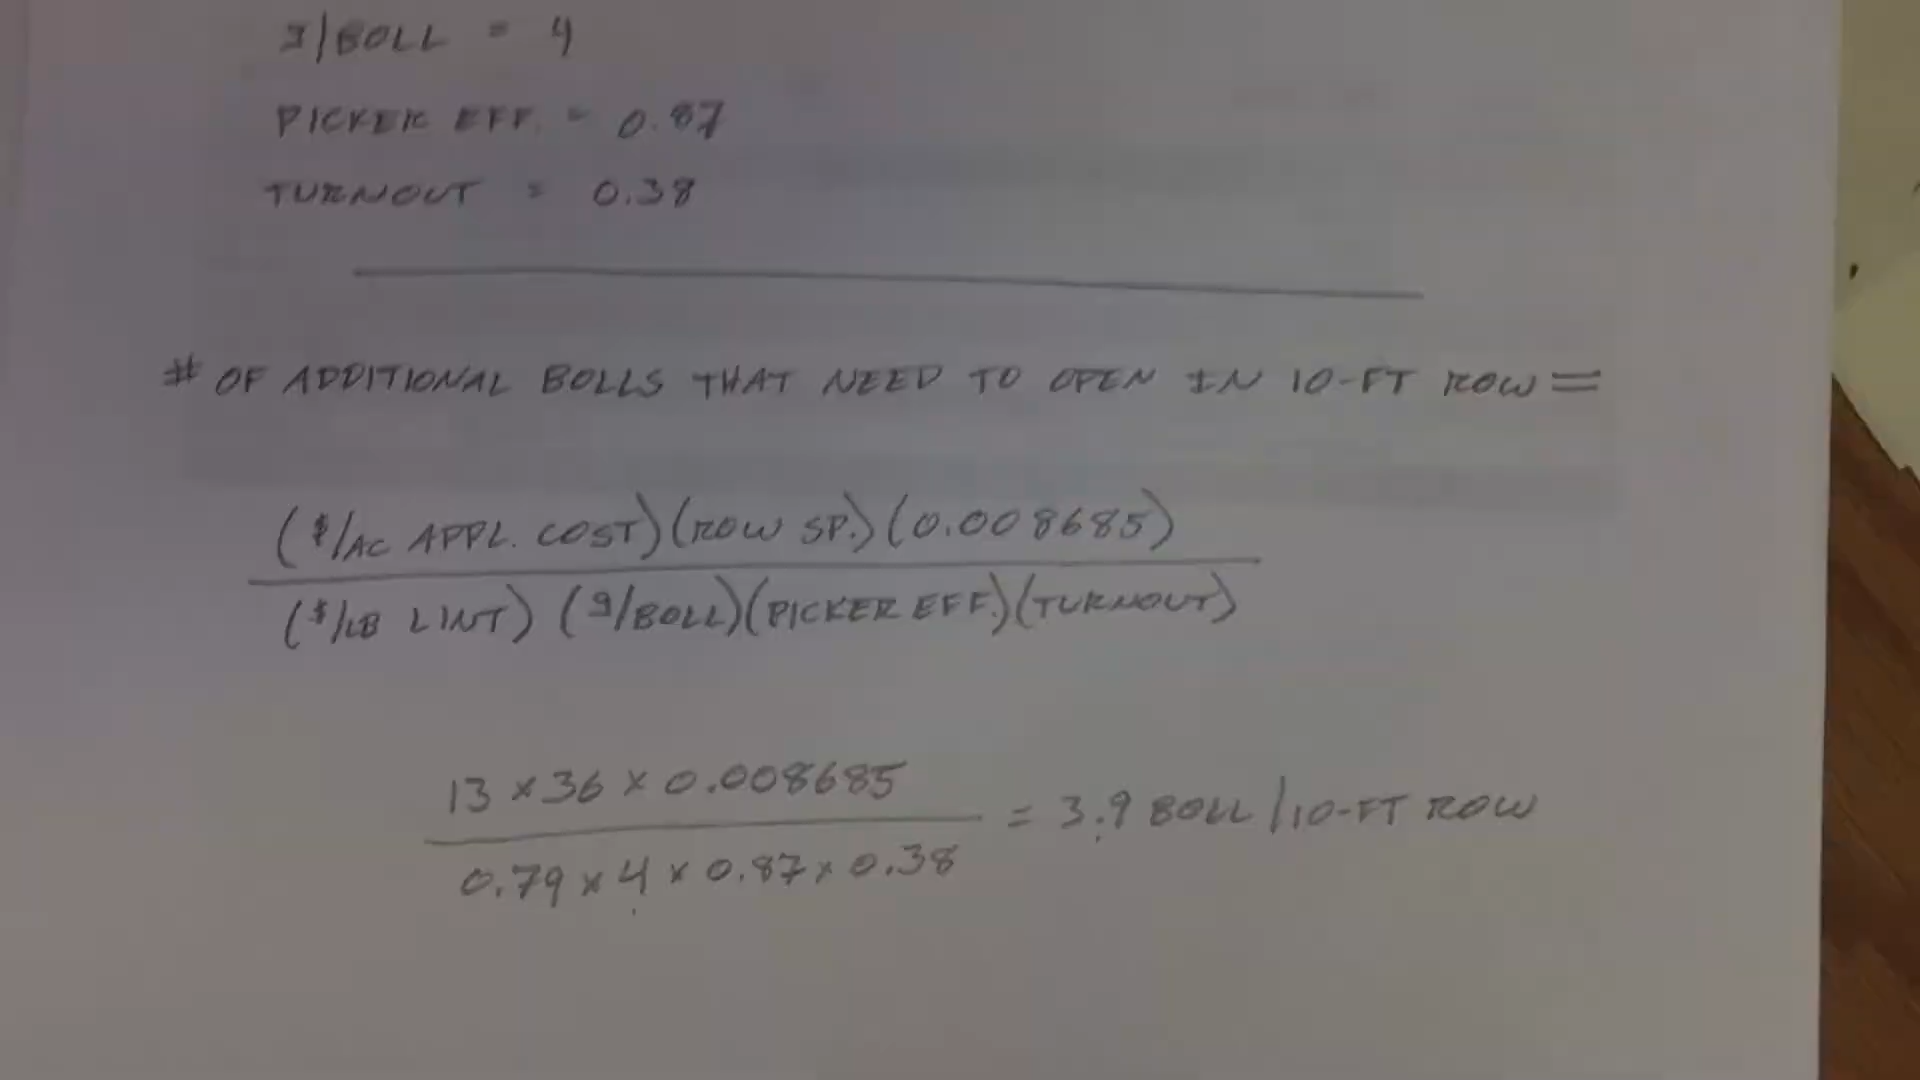 g/BOLL = 4
PICKER EFF. = 0.87
TURNOUT = 0.38
# OF ADDITIONAL BOLLS THAT NEED TO OPEN IN 10-FT ROW =
($/AC APPL. COST)(ROW SP.)(0.008685)
($/LB LINT) (g/BOLL)(PICKER EFF.)(TURNOUT)
13 × 36 × 0.008685
= 3.9 BOLL/10-FT ROW
0.79 × 4 × 0.87 × 0.38